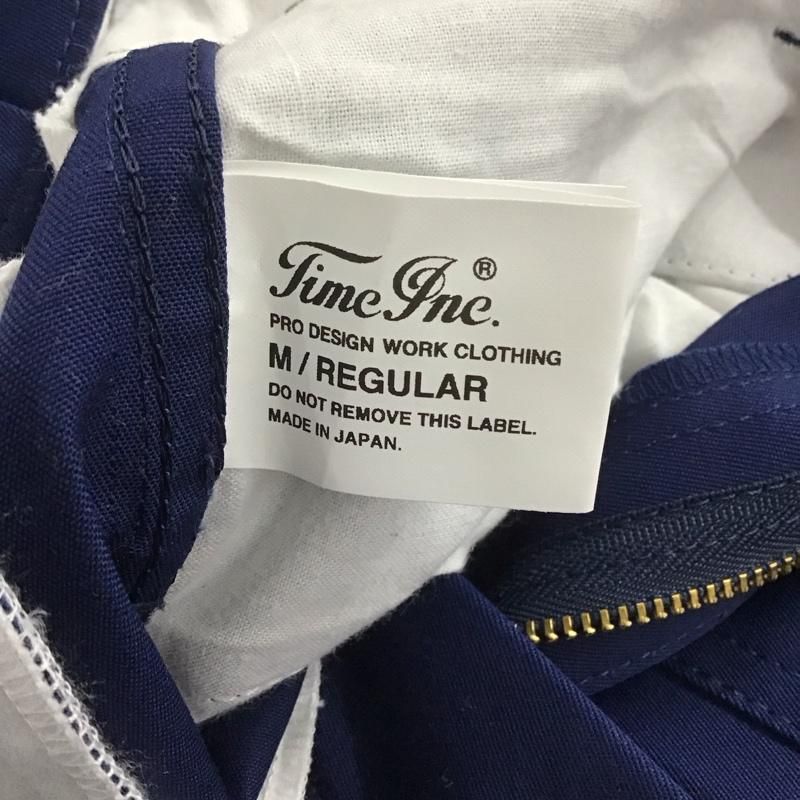 Time Inc.®
PRO DESIGN WORK CLOTHING
M / REGULAR
DO NOT REMOVE THIS LABEL.
MADE IN JAPAN.